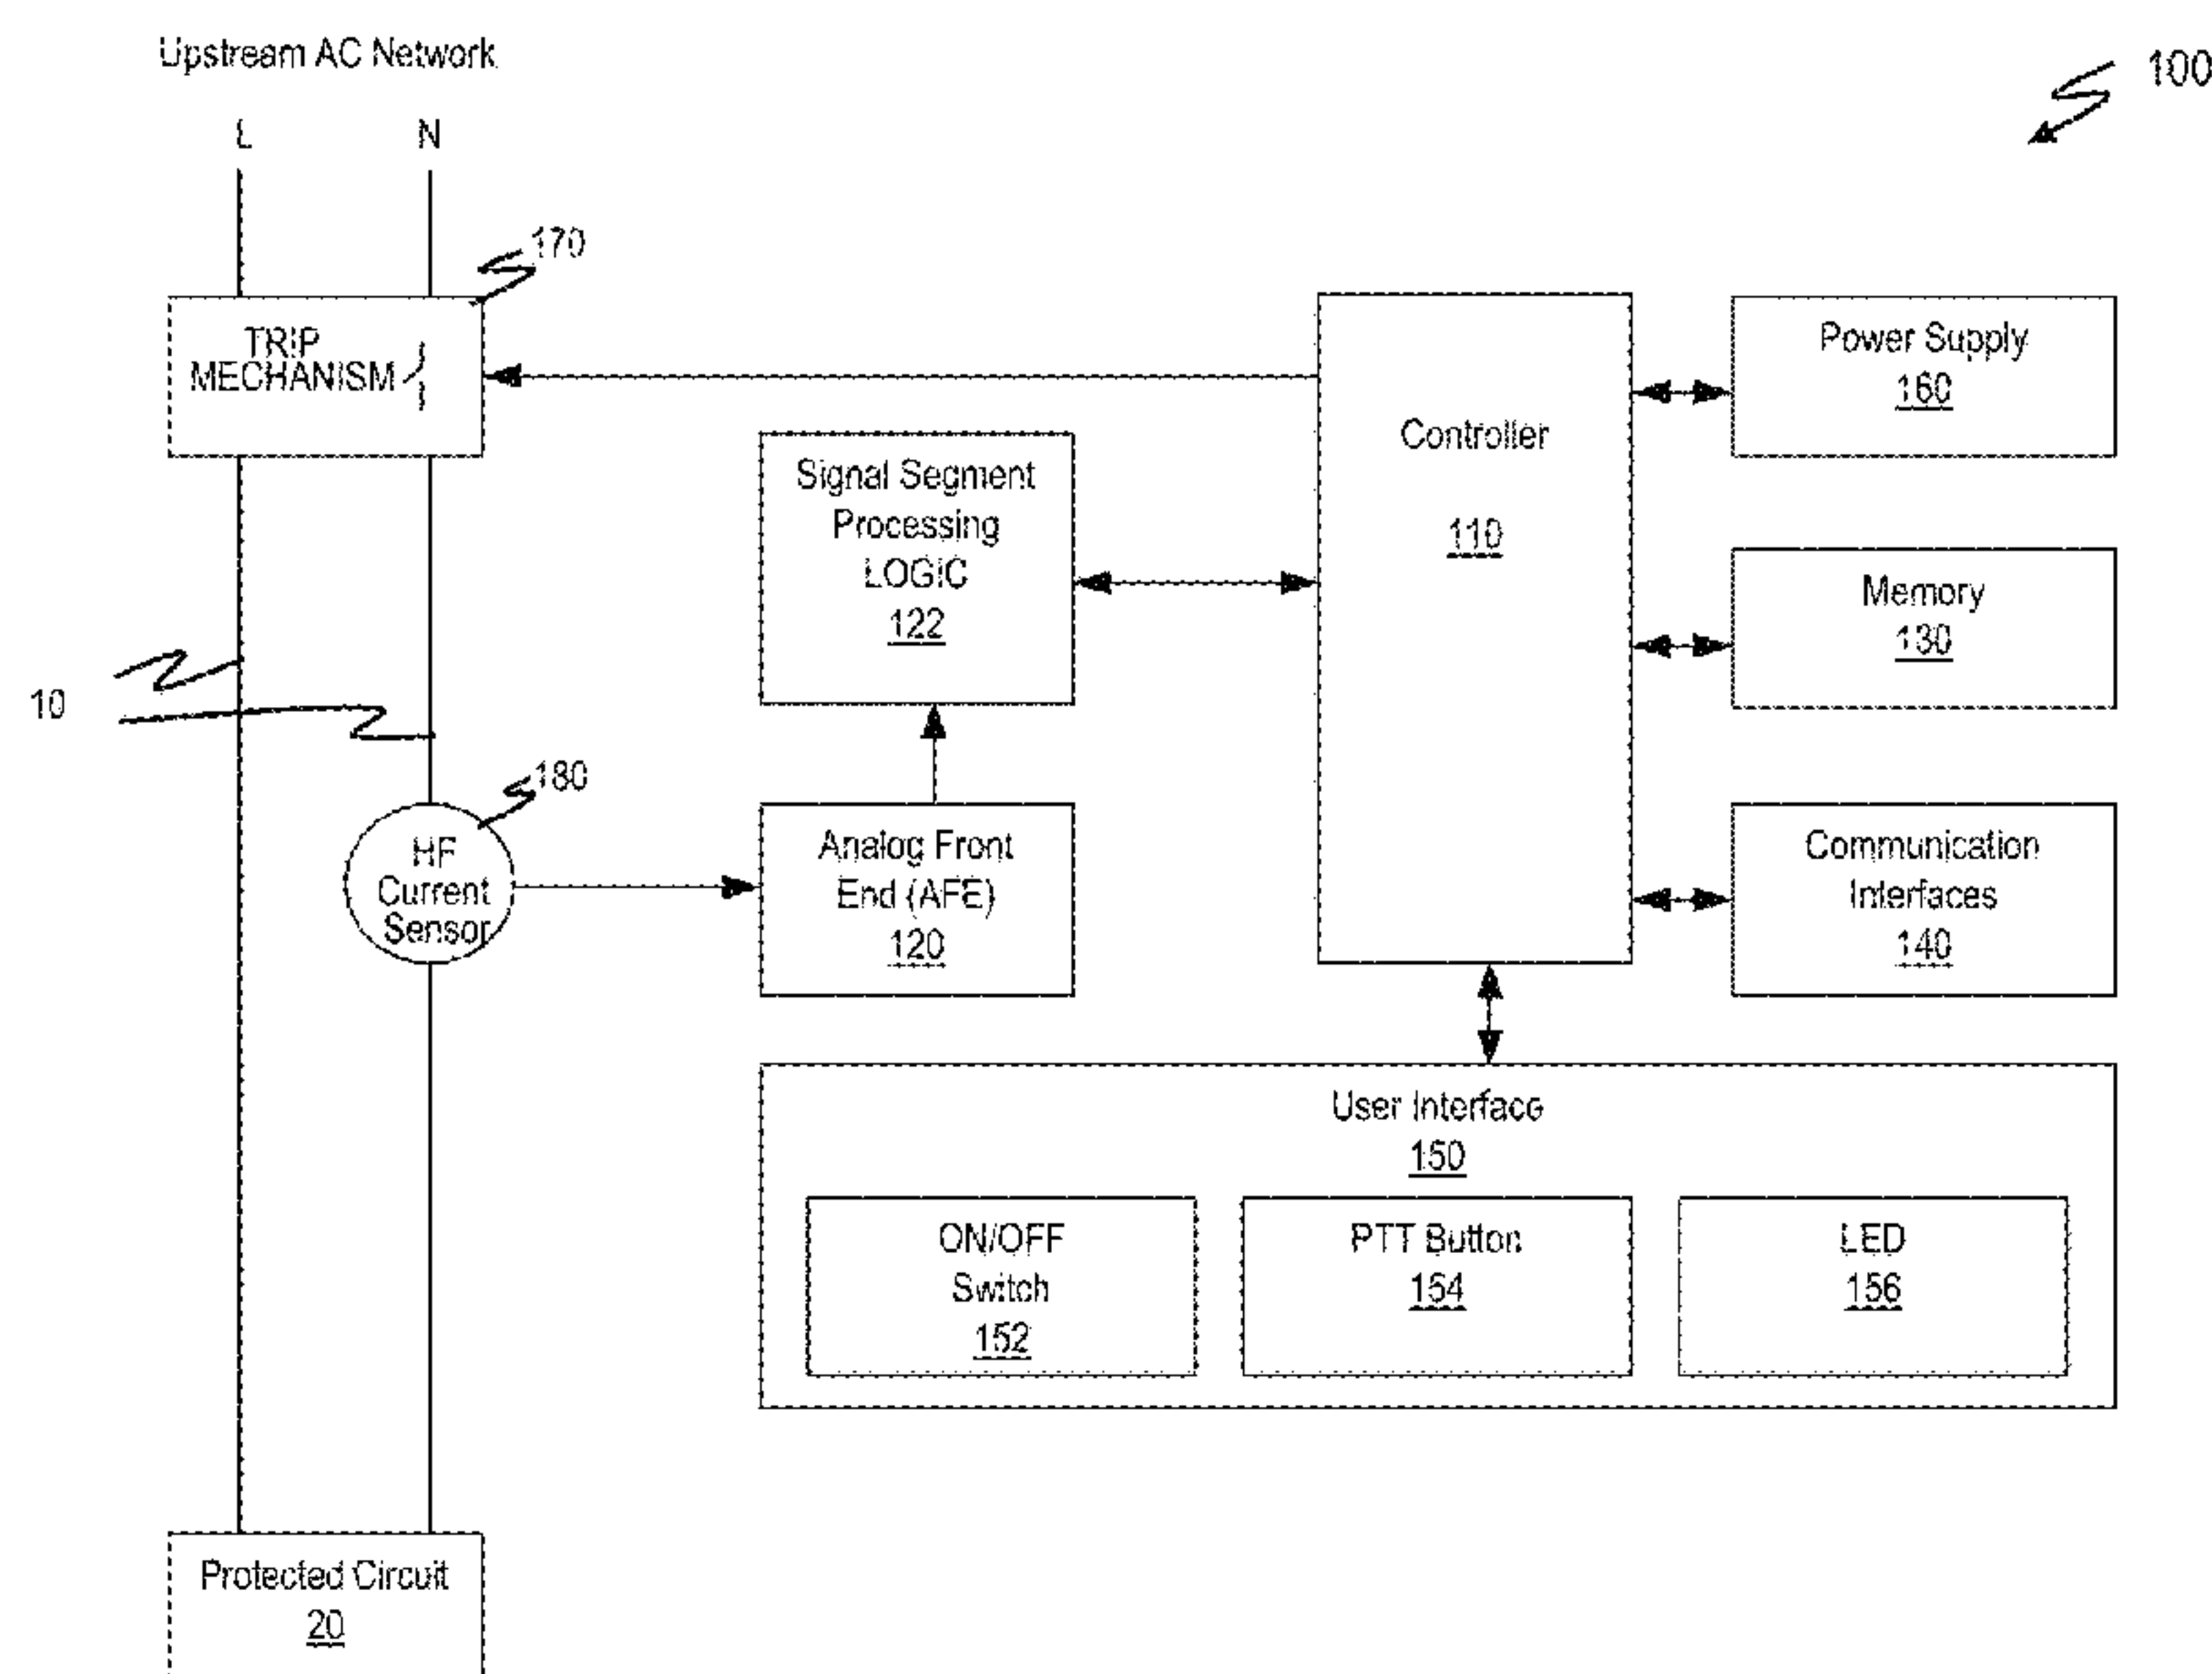 Upstream AC Network
100
L
N
170
TRIP
MECHANISM
Controller
110
Power Supply
160
Signal Segment
Processing
LOGIC
122
Memory
130
10
180
HF
Current
Sensor
Analog Front
End (AFE)
120
Communication
Interfaces
140
User Interface
150
ON/OFF
Switch
152
PTT Button
154
LED
156
Protected Circuit
20